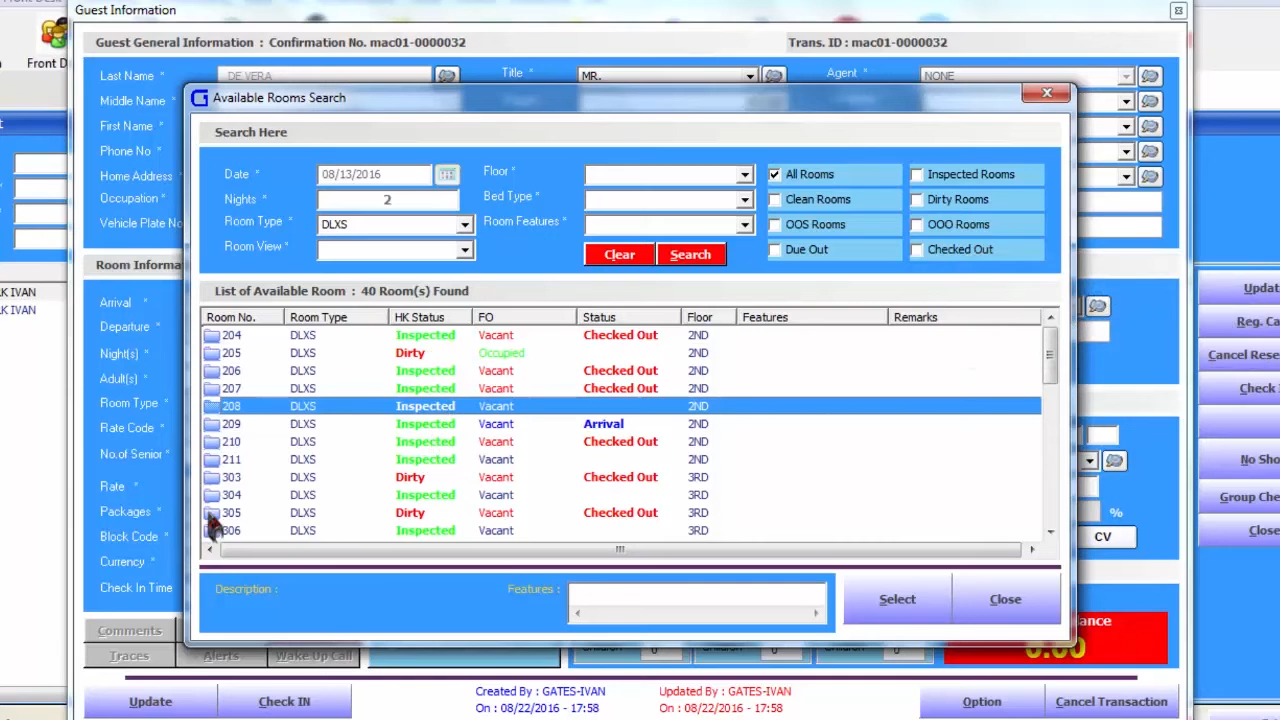 Guest Information
Guest General Information : Confirmation No. mac01-0000032
Trans. ID : mac01-0000032
Last Name *
DE VERA
Title *
MR.
Agent *
NONE
Front D
Middle Name *
First Name *
Phone No *
Home Address *
Occupation *
Vehicle Plate No
Room Informa
Arrival *
Departure *
Night(s) *
Adult(s) *
Room Type *
Rate Code *
No.of Senior *
Rate *
Packages *
Block Code *
Currency *
Check In Time *
K IVAN
K IVAN
Available Rooms Search
Search Here
Date *
08/13/2016
Floor *
All Rooms
Inspected Rooms
Nights *
2
Bed Type *
Clean Rooms
Dirty Rooms
Room Type *
DLXS
Room Features *
OOS Rooms
OOO Rooms
Room View *
Clear
Search
Due Out
Checked Out
List of Available Room : 40 Room(s) Found
Room No. Room Type HK Status FO Status Floor Features Remarks
204 DLXS Inspected Vacant Checked Out 2ND
205 DLXS Dirty Occupied 2ND
206 DLXS Inspected Vacant Checked Out 2ND
207 DLXS Inspected Vacant Checked Out 2ND
208 DLXS Inspected Vacant 2ND
209 DLXS Inspected Vacant Arrival 2ND
210 DLXS Inspected Vacant Checked Out 2ND
211 DLXS Inspected Vacant 2ND
303 DLXS Dirty Vacant Checked Out 3RD
304 DLXS Inspected Vacant 3RD
305 DLXS Dirty Vacant Checked Out 3RD
306 DLXS Inspected Vacant 3RD
Description :
Features :
Select
Close
Updat
Reg. Ca
Cancel Rese
Check I
No Sho
Group Che
Close
%
CV
Comments
Traces
Alerts
Wake Up Call
Children 0
Children 0
Children 0
ance
0.00
Update
Check IN
Created By : GATES-IVAN
On : 08/22/2016 - 17:58
Updated By : GATES-IVAN
On : 08/22/2016 - 17:58
Option
Cancel Transaction